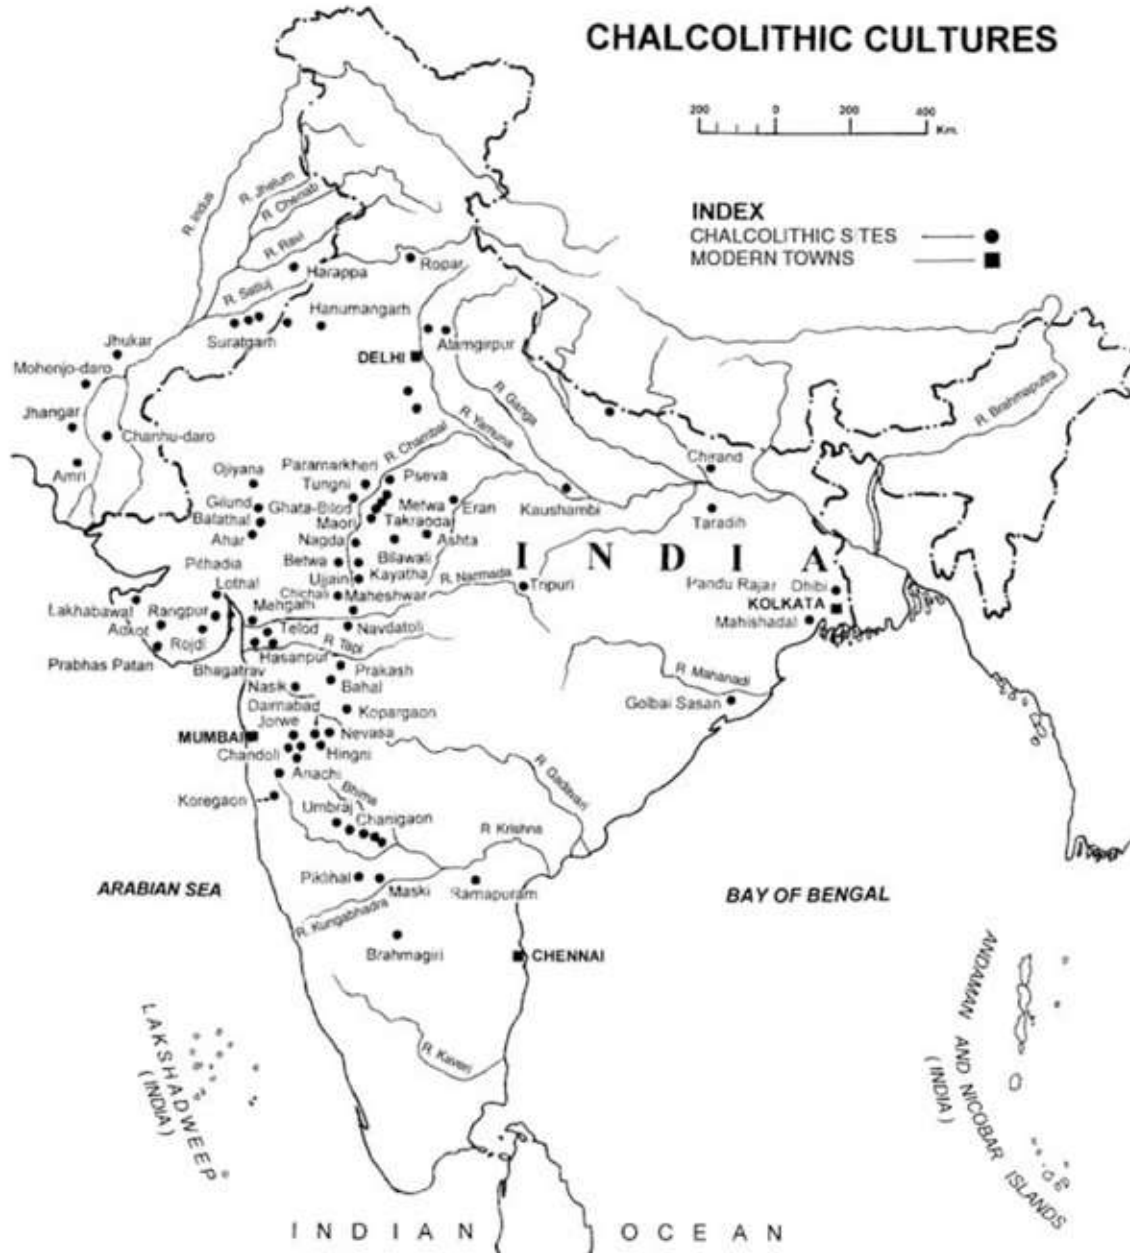 CHALCOLITHIC CULTURES
200 0 200 400
Km.
INDEX
CHALCOLITHIC SITES
MODERN TOWNS
R. Indus
R. Jhelum
R. Chenab
R. Ravi
R. Satluj
Harappa
Ropar
Hanumangarh
Suratgarh
Alamgirpur
DELHI
Jhukar
Mohenjo-daro
Jhangar
Chanhu-daro
Amri
R. Ganga
R. Yamuna
R. Chambal
R. Brahmaputra
Chirand
Taradih
Kaushambi
Ojiyana
Gilund
Balathal
Ahar
Paramarkheri
Tungni
Ghata-Bilod
Maori
Nagda
Betwa
Ujjain
Chichali
Pseva
Metwa
Eran
Takraoda
Ashta
Bilawali
Kayatha
Maheshwar
R. Narmada
Tripuri
INDIA
Pandu Rajar Dhibi
KOLKATA
Mahishadal
Pithadia
Lothal
Lakhabawal
Rangpur
Adkot
Rojdi
Prabhas Patan
Mehgam
Telod
Navdatoli
R. Tapi
Hasanpur
Bhagatrav
Prakash
Bahal
Nasik
Daimabad
Jorwe
Kopargaon
Nevasa
MUMBAI
Chandoli
Hingni
Anachi
Koregaon
Bhima
Umbraj
Chanigaon
R. Mahanadi
Golbai Sasan
R. Gadavari
R Krishna
Piklihal
Maski
Ramapuram
R. Kungabhadra
Brahmagiri
CHENNAI
R. Kaveri
ARABIAN SEA
BAY OF BENGAL
LAKSHADWEEP
(INDIA)
ANDAMAN AND NICOBAR ISLANDS
(INDIA)
INDIAN OCEAN